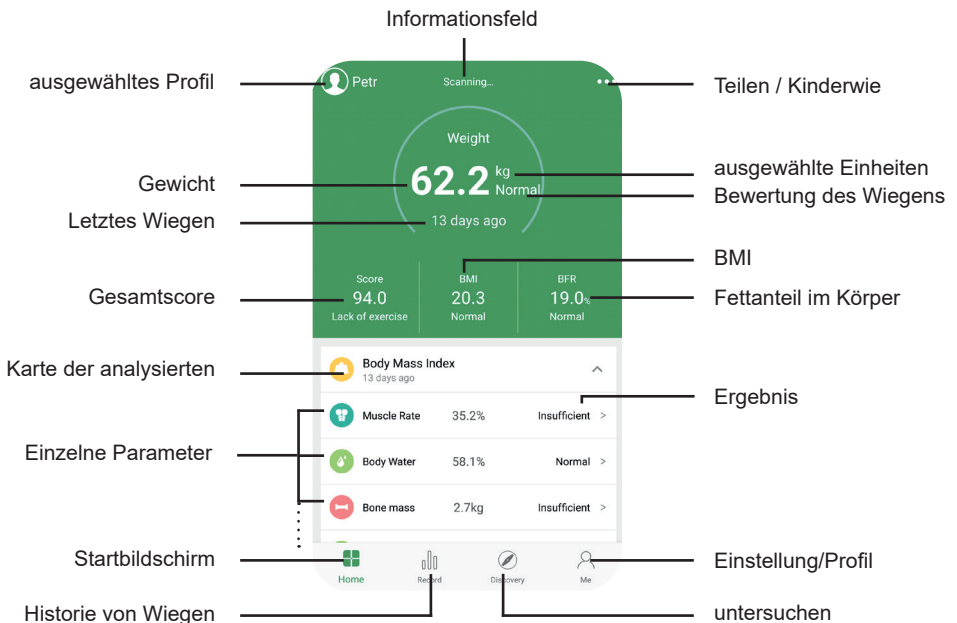 Informationsfeld
ausgewähltes Profil
Petr
Scanning...
Teilen / Kinderwie
Weight
62.2 kg
Normal
ausgewählte Einheiten
Bewertung des Wiegens
Gewicht
Letztes Wiegen
13 days ago
BMI
Score
BMI
BFR
Gesamtscore
94.0
20.3
19.0%
Fettanteil im Körper
Lack of exercise
Normal
Normal
Karte der analysierten
Body Mass Index
13 days ago
Ergebnis
Muscle Rate 35.2% Insufficient >
Einzelne Parameter
Body Water 58.1% Normal >
Bone mass 2.7kg Insufficient >
Startbildschirm
Einstellung/Profil
Home
Record
Discovery
Me
Historie von Wiegen
untersuchen